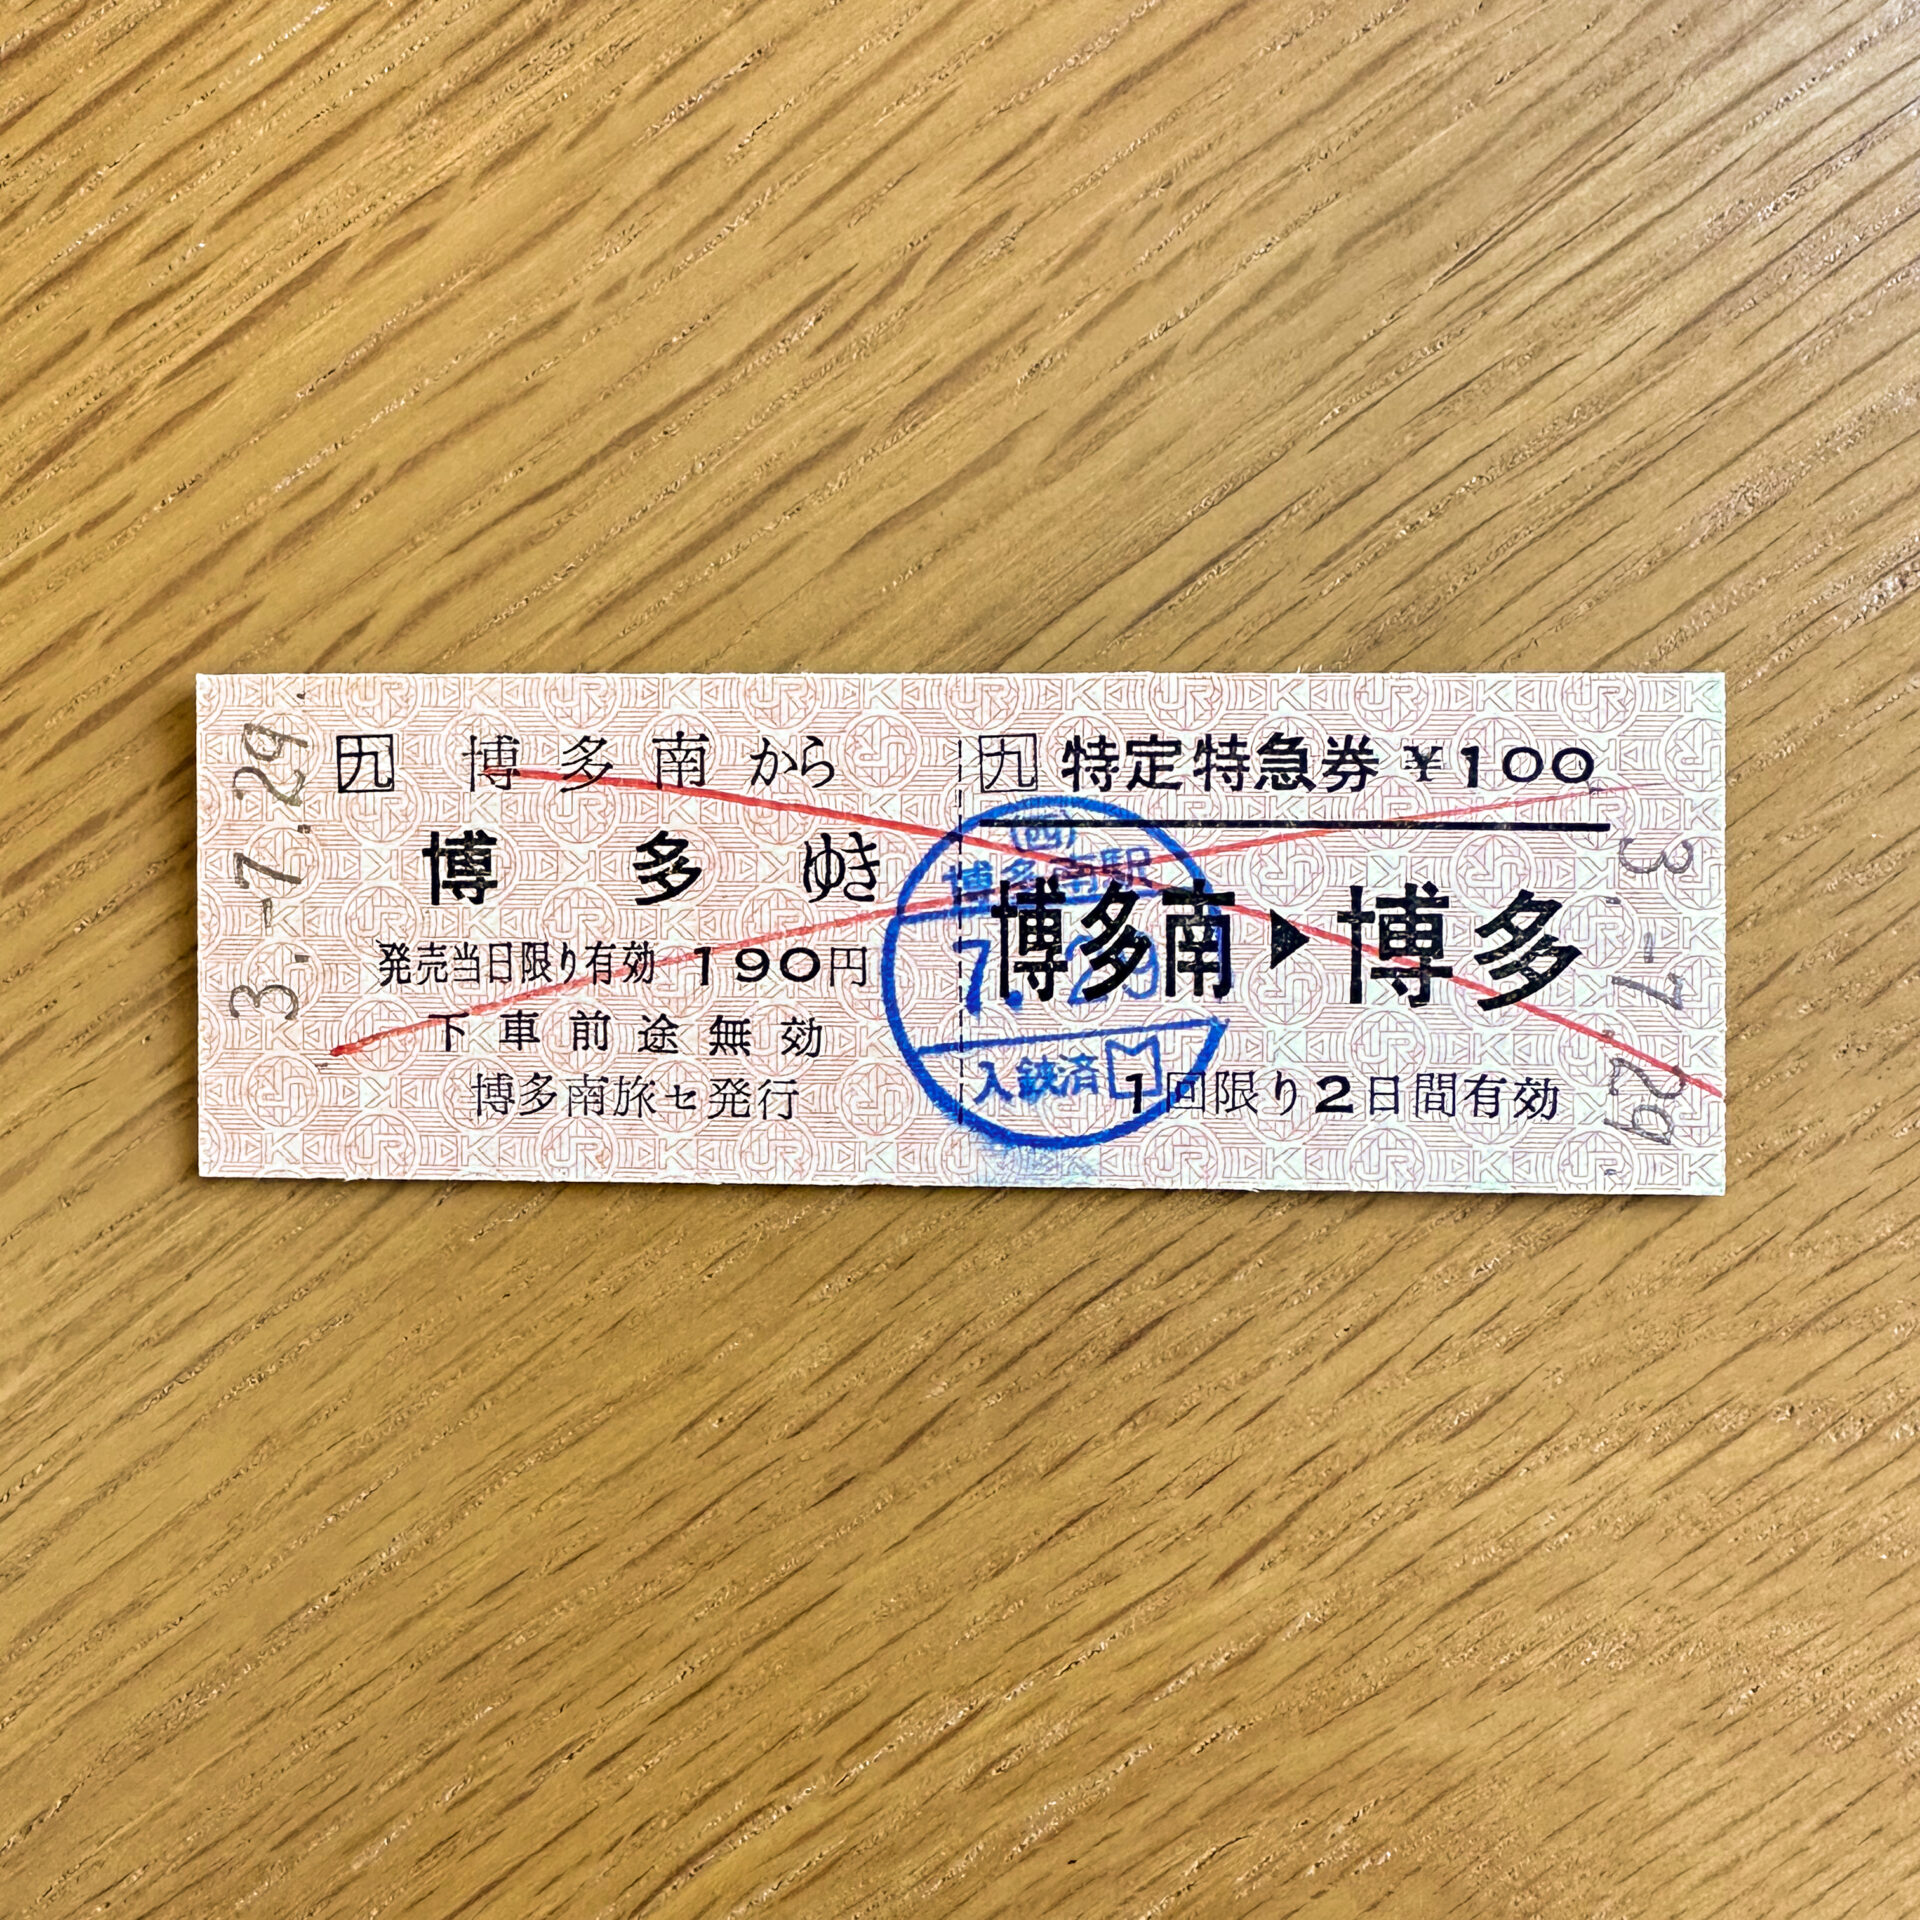 3.-7.29.
九 博多南から
博多ゆき
発売当日限り有効 190円
下車前途無効
博多南旅セ発行
九 特定特急券 ¥100
博多南▶博多
1回限り2日間有効
3.-7.29.
(西)
博多南駅
7.29
入鋏済